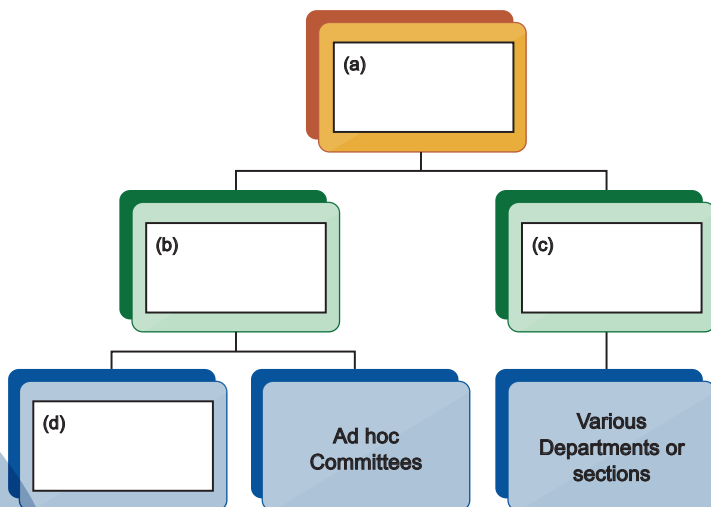 (a)
(b)
(c)
(d)
Ad hoc
Committees
Various
Departments or
sections